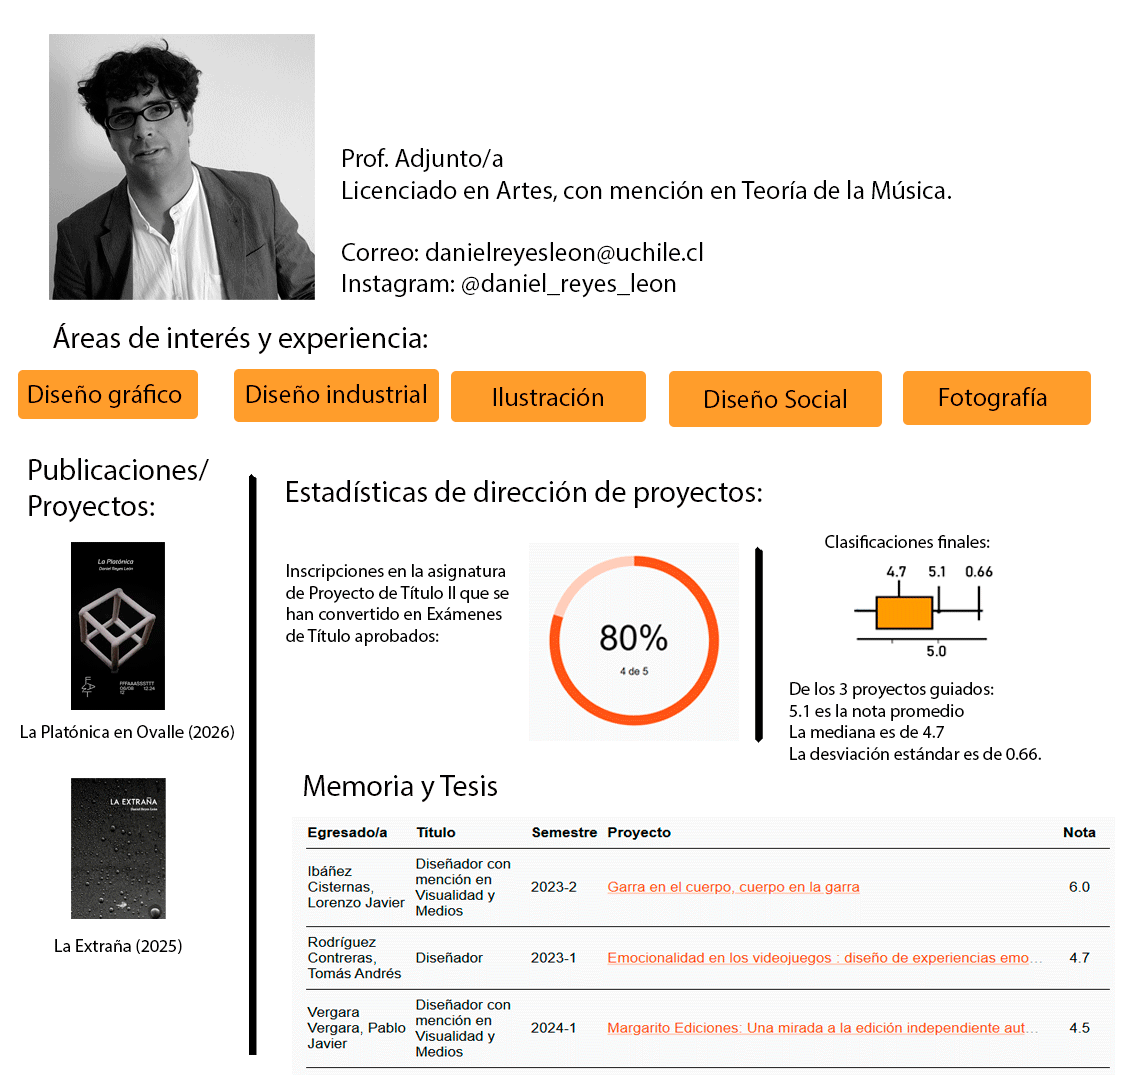 Prof. Adjunto/a
Licenciado en Artes, con mención en Teoría de la Música.
Correo: danielreyesleon@uchile.cl
Instagram: @daniel_reyes_leon
Áreas de interés y experiencia:
Diseño gráfico
Diseño industrial
Ilustración
Diseño Social
Fotografía
Publicaciones/
Proyectos:
La Platónica
Daniel Reyes León
La Platónica en Ovalle (2026)
LA EXTRAÑA
Daniel Reyes León
La Extraña (2025)
Estadísticas de dirección de proyectos:
Inscripciones en la asignatura
de Proyecto de Título II que se
han convertido en Exámenes
de Título aprobados:
80%
4 de 5
Clasificaciones finales:
4.7 5.1 0.66
5.0
De los 3 proyectos guiados:
5.1 es la nota promedio
La mediana es de 4.7
La desviación estándar es de 0.66.
Memoria y Tesis
Egresado/a Título Semestre Proyecto Nota
Ibáñez
Cisternas,
Lorenzo Javier
Diseñador con
mención en
Visualidad y
Medios
2023-2
Garra en el cuerpo, cuerpo en la garra
6.0
Rodríguez
Contreras,
Tomás Andrés
Diseñador
2023-1
Emocionalidad en los videojuegos : diseño de experiencias emo…
4.7
Vergara
Vergara, Pablo
Javier
Diseñador con
mención en
Visualidad y
Medios
2024-1
Margarito Ediciones: Una mirada a la edición independiente aut…
4.5